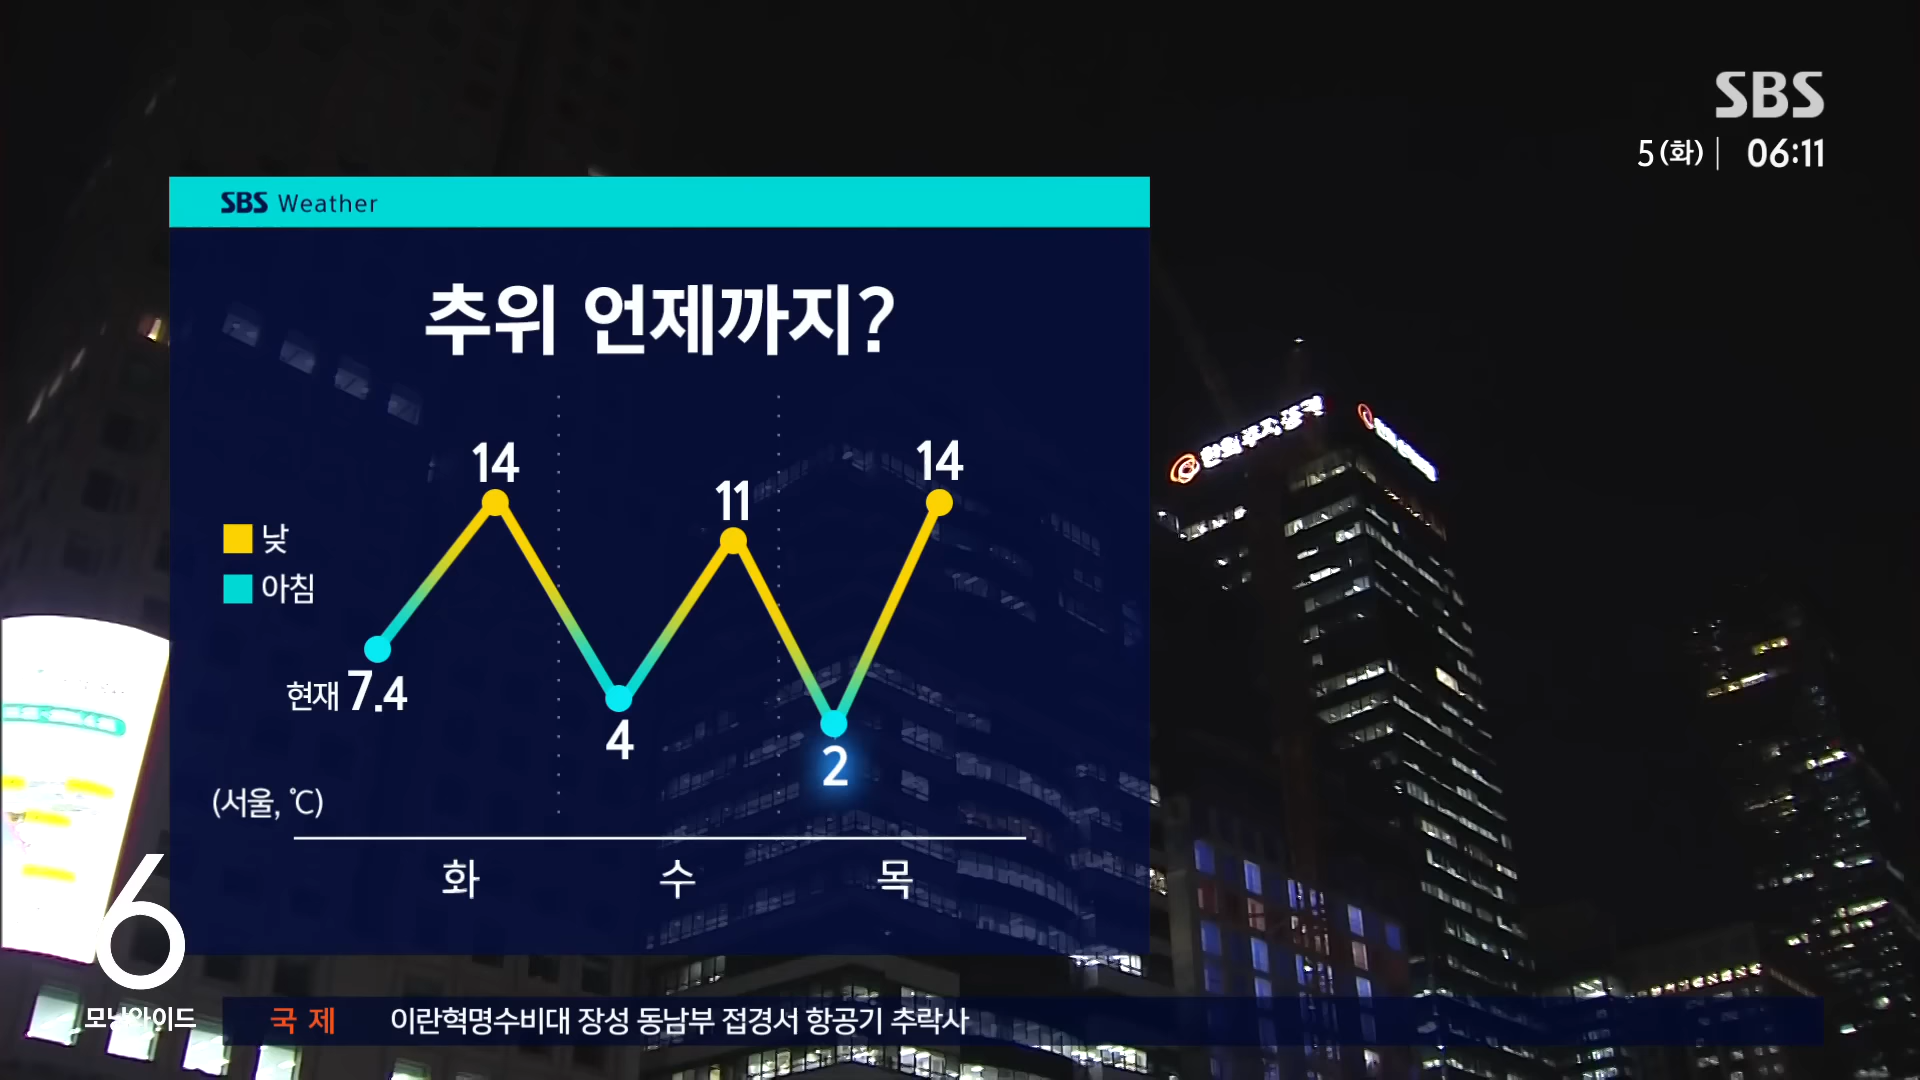 SBS
5(화) 06:11
SBS Weather
추위 언제까지?
14
11
14
낮
아침
현재 7.4
4
2
(서울, ℃)
화
수
목
6
모닝와이드
국 제 이란혁명수비대 장성 동남부 접경서 항공기 추락사